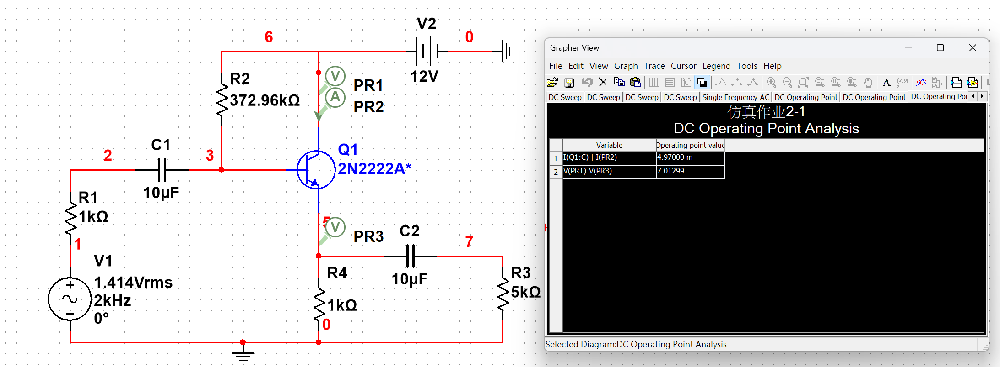 V2
6
0
12V
R2
372.96kΩ
V
PR1
A
PR2
C1
2
3
10µF
Q1
2N2222A*
R1
1kΩ
1
V1
1.414Vrms
2kHz
0°
5
V
PR3
C2
7
10µF
R4
1kΩ
0
R3
5kΩ
Grapher View
File Edit View Graph Trace Cursor Legend Tools Help
A
DC Sweep DC Sweep DC Sweep DC Sweep Single Frequency AC DC Operating Point DC Operating Point DC Operating Poi
仿真作业2-1
DC Operating Point Analysis
Variable Operating point value
1 I(Q1:C) | I(PR2) 4.97000 m
2 V(PR1)-V(PR3) 7.01299
Selected Diagram:DC Operating Point Analysis